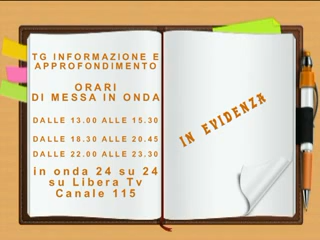 TG INFORMAZIONE E
APPROFONDIMENTO
ORARI
DI MESSA IN ONDA
DALLE 13.00 ALLE 15.30
DALLE 18.30 ALLE 20.45
DALLE 22.00 ALLE 23.30
in onda 24 su 24
su Libera Tv
Canale 115
IN EVIDENZA